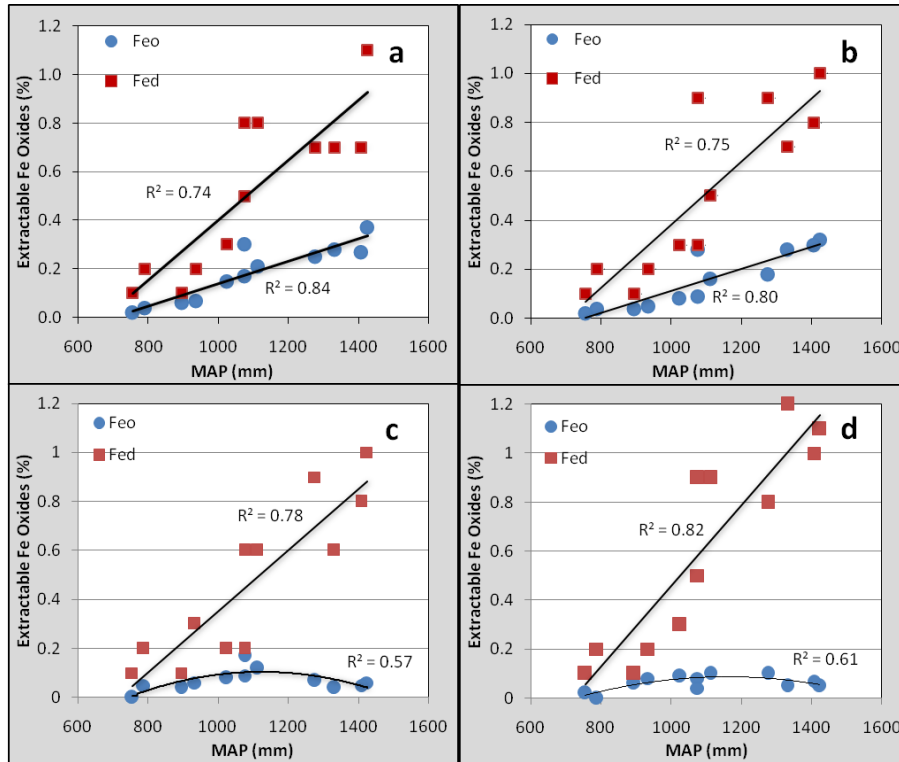 Feo
Fed
a
1.2
1.0
0.8
0.6
0.4
0.2
0.0
Extractable Fe Oxides (%)
R² = 0.74
R² = 0.84
600 800 1000 1200 1400 1600
MAP (mm)
Feo
Fed
b
1.2
1.0
0.8
0.6
0.4
0.2
0.0
Extractable Fe Oxides (%)
R² = 0.75
R² = 0.80
600 800 1000 1200 1400 1600
MAP (mm)
Feo
Fed
c
1.2
1
0.8
0.6
0.4
0.2
0
Extractable Fe Oxides (%)
R² = 0.78
R² = 0.57
600 800 1000 1200 1400 1600
MAP (mm)
Feo
Fed
d
1.2
1
0.8
0.6
0.4
0.2
0
Extractable Fe Oxides (%)
R² = 0.82
R² = 0.61
600 800 1000 1200 1400 1600
MAP (mm)